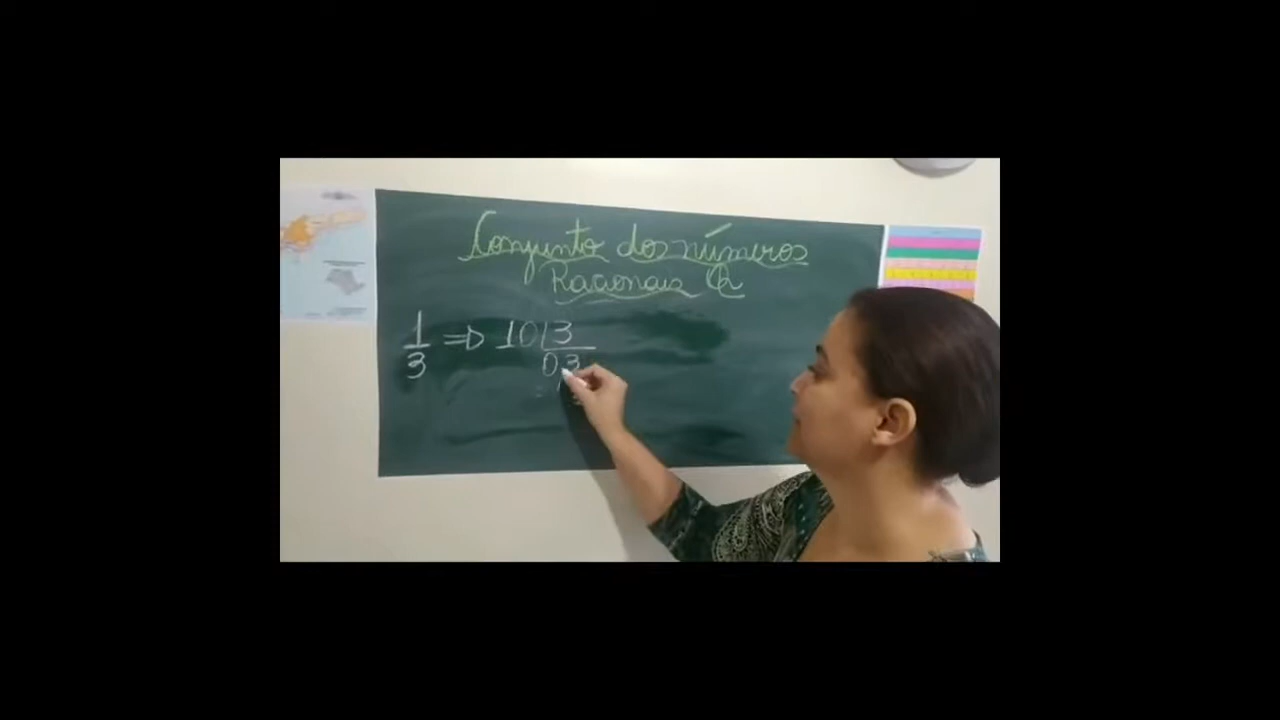 Conjunto dos números
Racionais Q
1/3 ⇒ 10 | 3
0,3